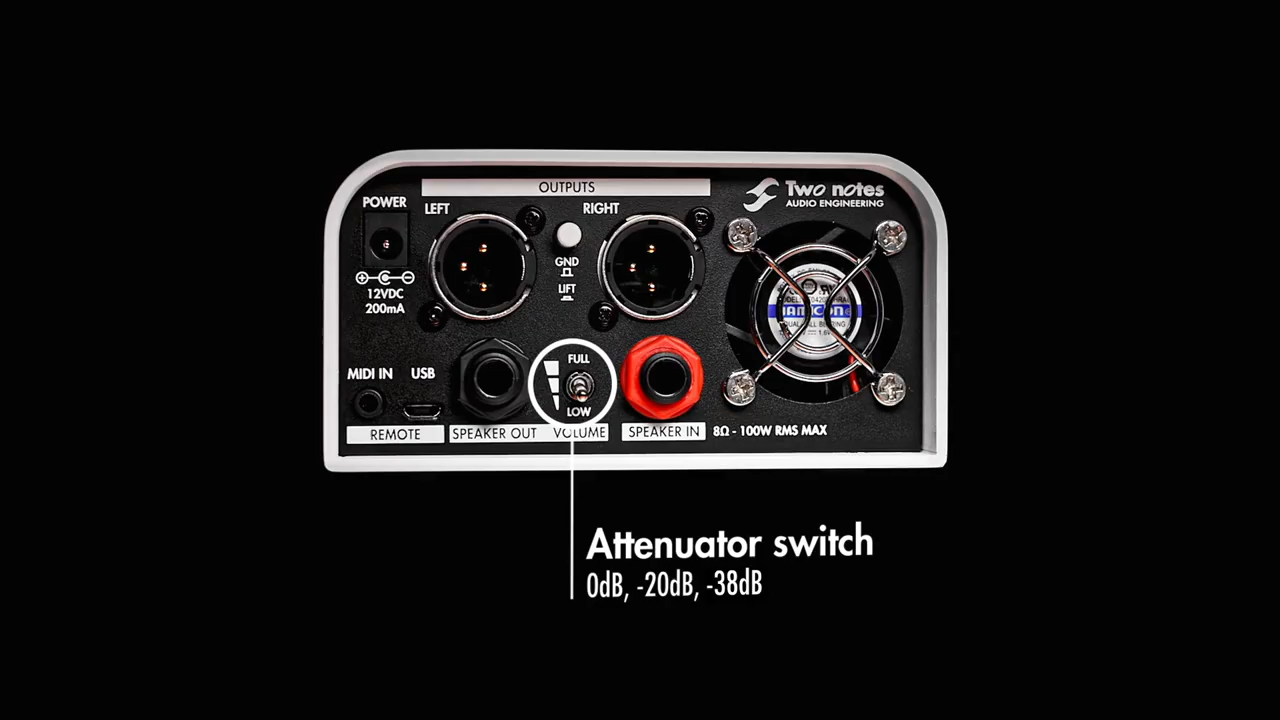 OUTPUTS
Two notes
AUDIO ENGINEERING
POWER
LEFT
RIGHT
GND
LIFT
12VDC
200mA
FULL
MIDI IN
USB
LOW
REMOTE
SPEAKER OUT
VOLUME
SPEAKER IN
8Ω - 100W RMS MAX
Attenuator switch
0dB, -20dB, -38dB